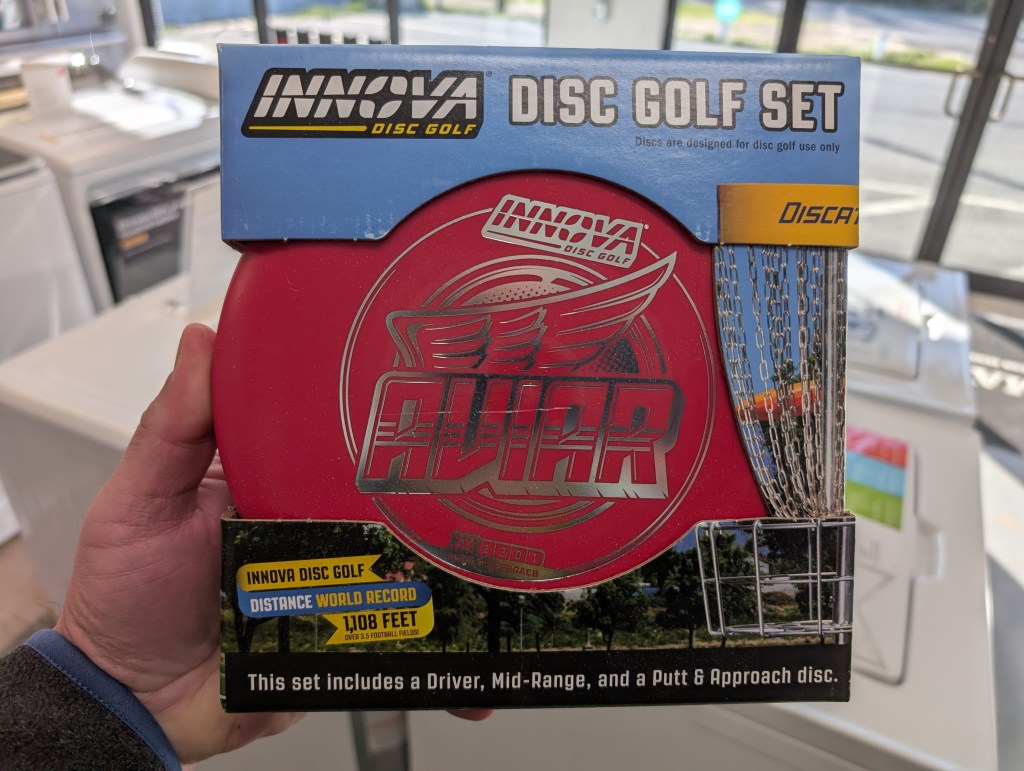 INNOVA
DISC GOLF
DISC GOLF SET
Discs are designed for disc golf use only
DISCAT
INNOVA
DISC GOLF
AVIAR
INNOVA DISC GOLF
DISTANCE WORLD RECORD
1,108 FEET
OVER 3.5 FOOTBALL FIELDS!
This set includes a Driver, Mid-Range, and a Putt & Approach disc.